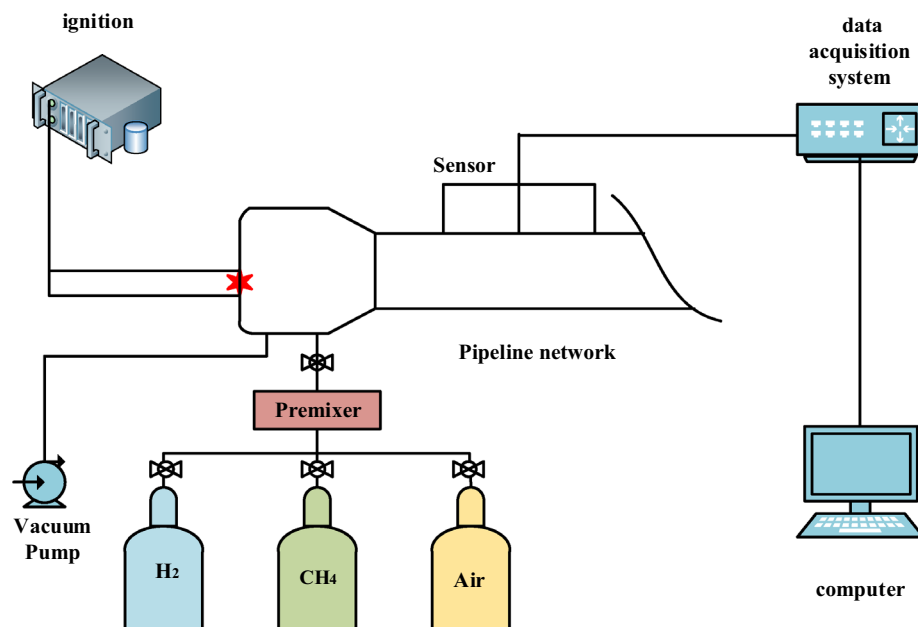 ignition
data
acquisition
system
Sensor
Pipeline network
Premixer
Vacuum
Pump
H2
CH4
Air
computer